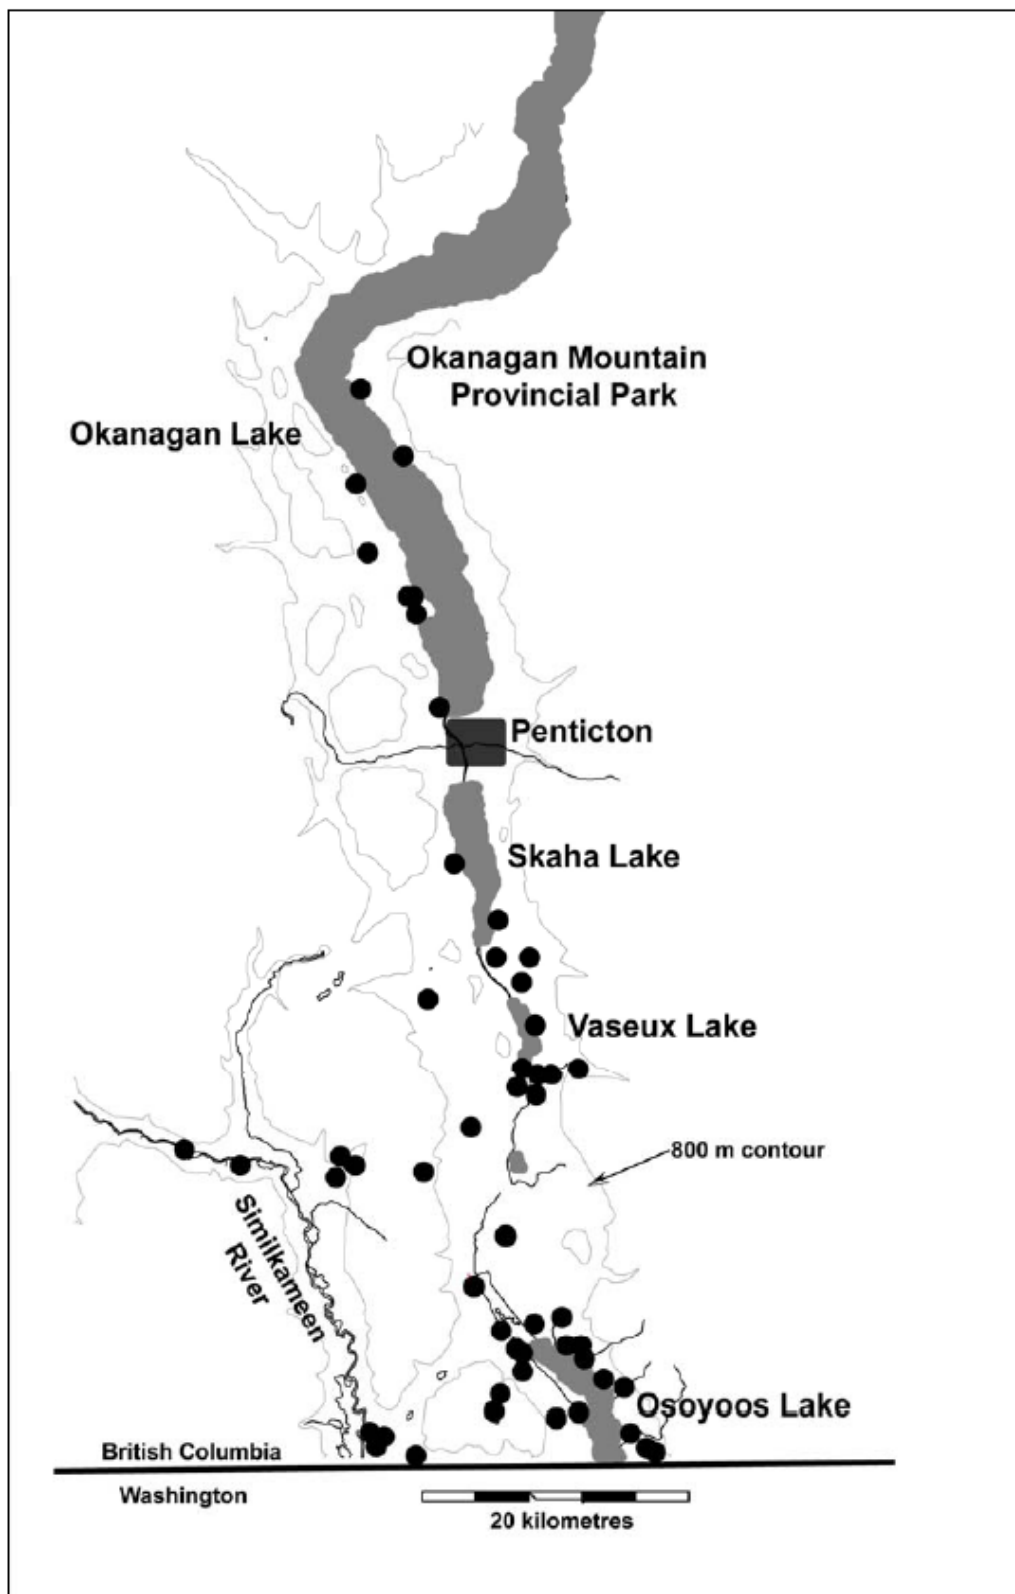 Okanagan Mountain
Provincial Park
Okanagan Lake
Penticton
Skaha Lake
Vaseux Lake
800 m contour
Similkameen
River
Osoyoos Lake
British Columbia
Washington
20 kilometres